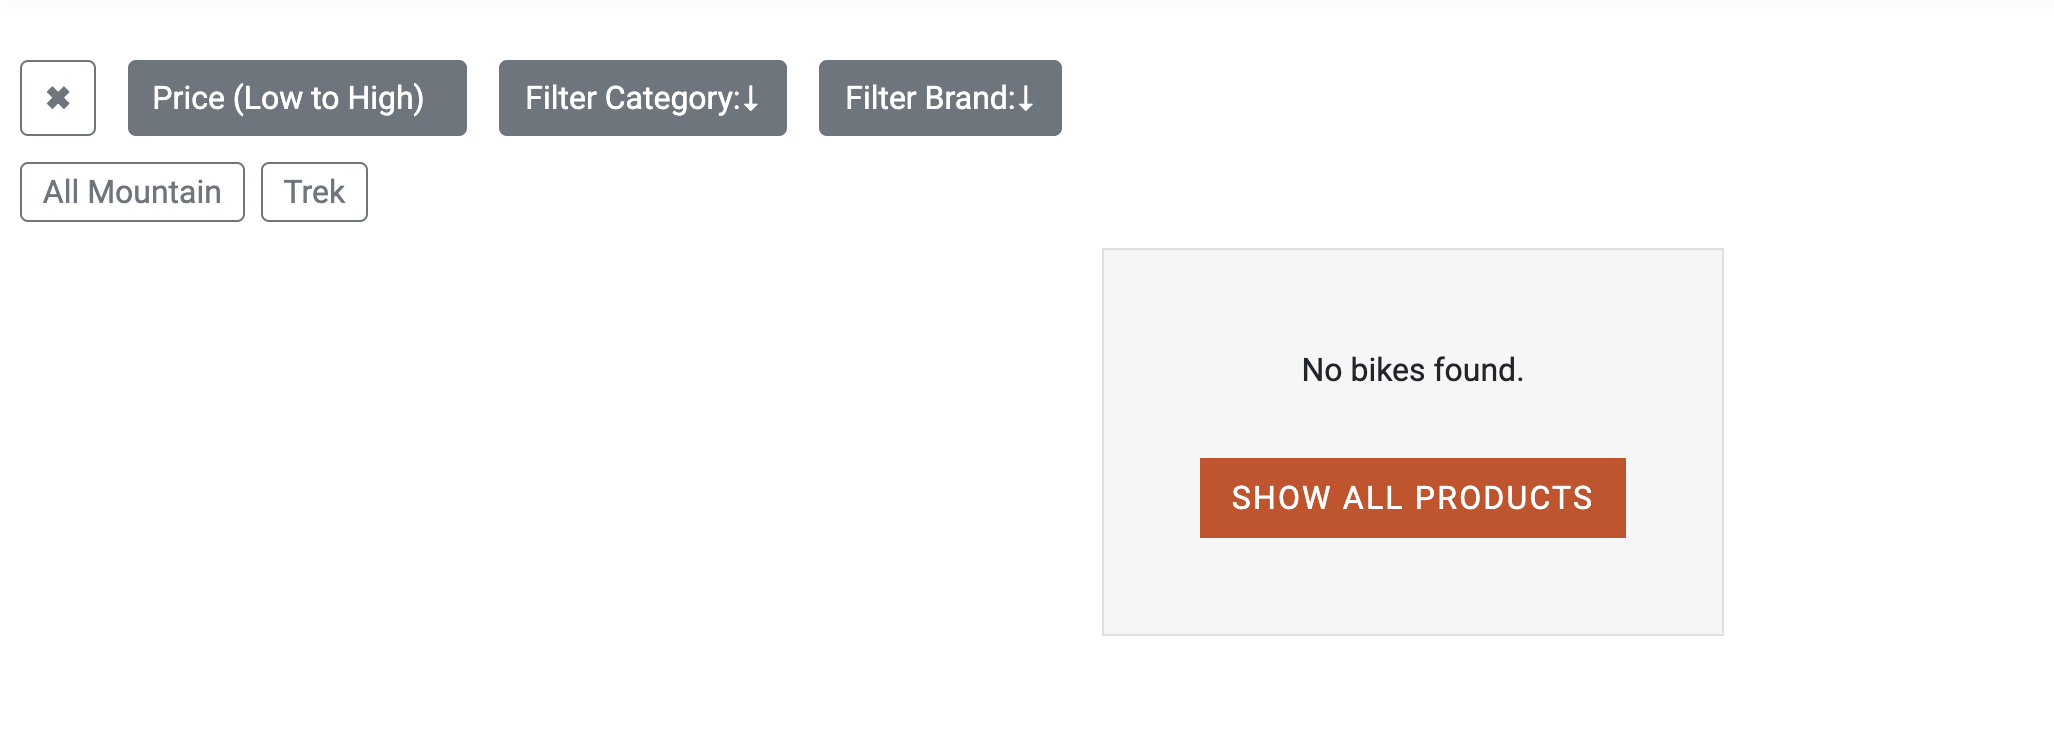 ✖ Price (Low to High) Filter Category:↓ Filter Brand:↓
All Mountain Trek
No bikes found.
SHOW ALL PRODUCTS